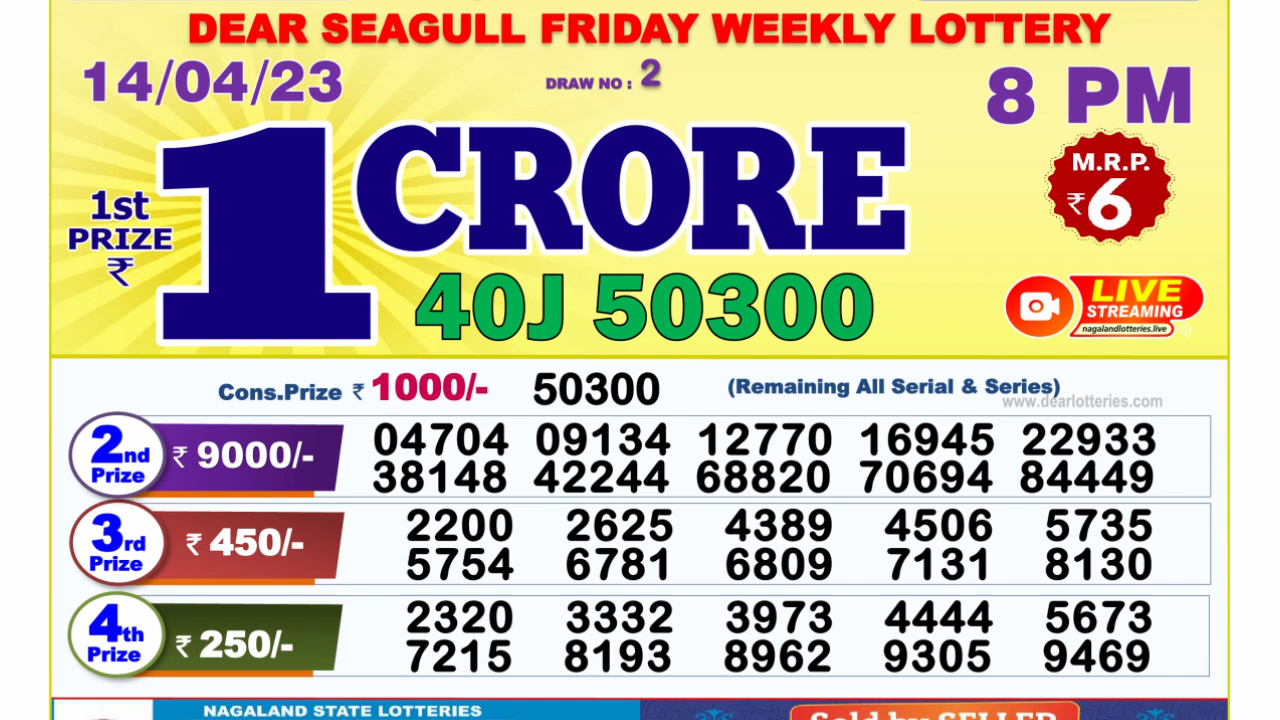 DEAR SEAGULL FRIDAY WEEKLY LOTTERY
14/04/23
DRAW NO : 2
8 PM
1st
PRIZE
₹
1 CRORE
M.R.P.
₹ 6
40J 50300
LIVE
STREAMING
nagalandlotteries.live
Cons.Prize ₹ 1000/- 50300 (Remaining All Serial & Series)
www.dearlotteries.com
2nd Prize ₹ 9000/-
04704 09134 12770 16945 22933
38148 42244 68820 70694 84449
3rd Prize ₹ 450/-
2200 2625 4389 4506 5735
5754 6781 6809 7131 8130
4th Prize ₹ 250/-
2320 3332 3973 4444 5673
7215 8193 8962 9305 9469
NAGALAND STATE LOTTERIES
Sold by SELLER